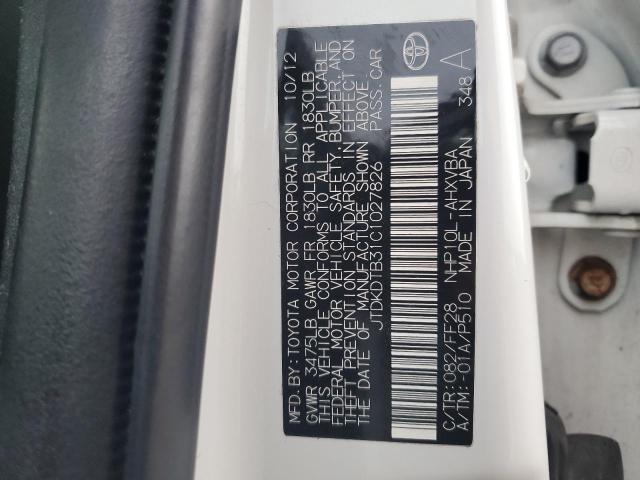 MFD. BY: TOYOTA MOTOR CORPORATION 10/12
GVWR 3475LB GAWR FR 1830LB RR 1830LB
THIS VEHICLE CONFORMS TO ALL APPLICABLE
FEDERAL MOTOR VEHICLE SAFETY, BUMPER, AND
THEFT PREVENTION STANDARDS IN EFFECT ON
THE DATE OF MANUFACTURE SHOWN ABOVE.
JTDKDTB31C1027826 PASS. CAR
C/TR: 082/FF28 NHP10L-AHXVBA
A/TM: -01A/P510 MADE IN JAPAN 348 A